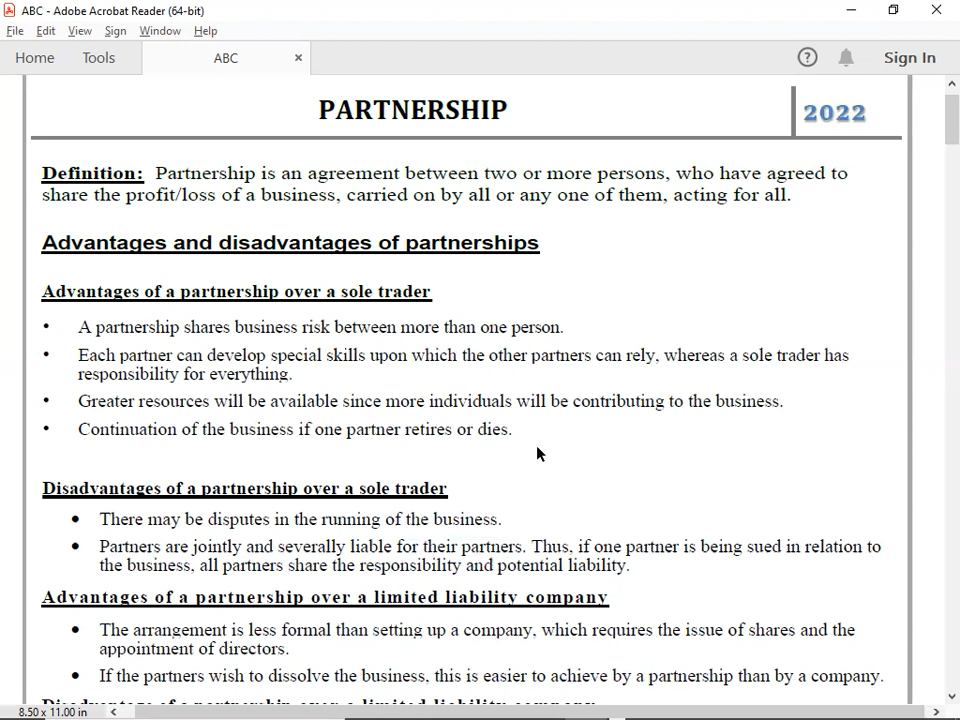 ABC - Adobe Acrobat Reader (64-bit)
File Edit View Sign Window Help
Home Tools ABC × ? Sign In
PARTNERSHIP 2022
Definition: Partnership is an agreement between two or more persons, who have agreed to
share the profit/loss of a business, carried on by all or any one of them, acting for all.
Advantages and disadvantages of partnerships
Advantages of a partnership over a sole trader
• A partnership shares business risk between more than one person.
• Each partner can develop special skills upon which the other partners can rely, whereas a sole trader has
responsibility for everything.
• Greater resources will be available since more individuals will be contributing to the business.
• Continuation of the business if one partner retires or dies.
Disadvantages of a partnership over a sole trader
• There may be disputes in the running of the business.
• Partners are jointly and severally liable for their partners. Thus, if one partner is being sued in relation to
the business, all partners share the responsibility and potential liability.
Advantages of a partnership over a limited liability company
• The arrangement is less formal than setting up a company, which requires the issue of shares and the
appointment of directors.
• If the partners wish to dissolve the business, this is easier to achieve by a partnership than by a company.
Disadvantages of a partnership over a limited liability company
8.50 x 11.00 in